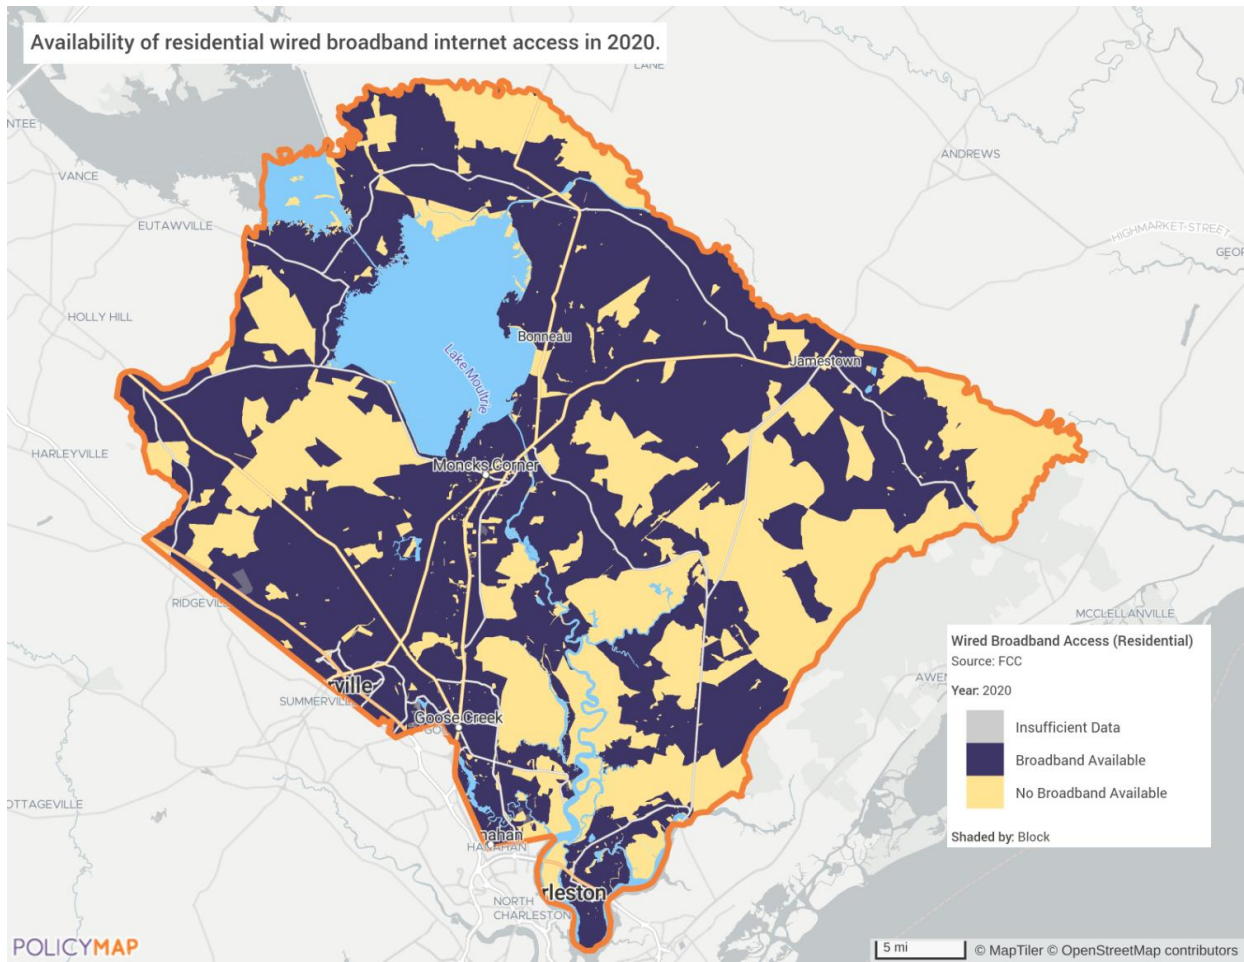 Availability of residential wired broadband internet access in 2020.
LANE
NTEE
VANCE
ANDREWS
EUTAWVILLE
HIGHMARKET-STREET
GEOR
HOLLY HILL
Bonneau
Lake Moultrie
Jamestown
HARLEYVILLE
Moncks Corner
RIDGEVILL
MCCLELLANVILLE
Wired Broadband Access (Residential)
Source: FCC
Year: 2020
Insufficient Data
Broadband Available
No Broadband Available
Shaded by: Block
AWEN
rville
SUMMERVILL
Goose Creek
GO
OTTAGEVILLE
nahan
HANAHAN
rleston
NORTH
CHARLESTON
POLICYMAP
5 mi
© MapTiler © OpenStreetMap contributors